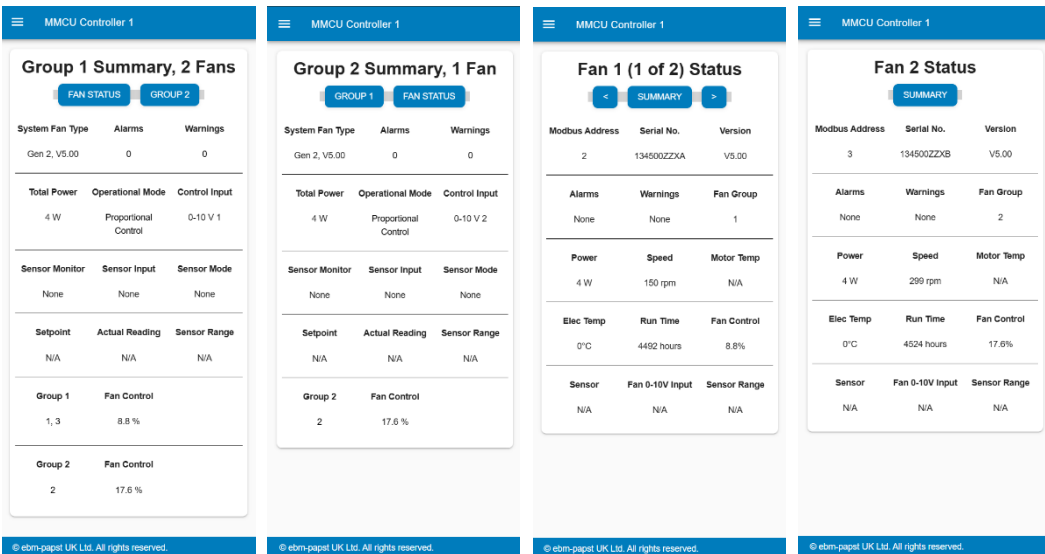 MMCU Controller 1
Group 1 Summary, 2 Fans
FAN STATUS GROUP 2
System Fan Type Alarms Warnings
Gen 2, V5.00 0 0
Total Power Operational Mode Control Input
4 W Proportional 0-10 V 1
Control
Sensor Monitor Sensor Input Sensor Mode
None None None
Setpoint Actual Reading Sensor Range
N/A N/A N/A
Group 1 Fan Control
1, 3 8.8 %
Group 2 Fan Control
2 17.6 %
© ebm-papst UK Ltd. All rights reserved.
MMCU Controller 1
Group 2 Summary, 1 Fan
GROUP 1 FAN STATUS
System Fan Type Alarms Warnings
Gen 2, V5.00 0 0
Total Power Operational Mode Control Input
4 W Proportional 0-10 V 2
Control
Sensor Monitor Sensor Input Sensor Mode
None None None
Setpoint Actual Reading Sensor Range
N/A N/A N/A
Group 2 Fan Control
2 17.6 %
© ebm-papst UK Ltd. All rights reserved.
MMCU Controller 1
Fan 1 (1 of 2) Status
< SUMMARY >
Modbus Address Serial No. Version
2 134500ZZXA V5.00
Alarms Warnings Fan Group
None None 1
Power Speed Motor Temp
4 W 150 rpm N/A
Elec Temp Run Time Fan Control
0°C 4492 hours 8.8%
Sensor Fan 0-10V Input Sensor Range
N/A N/A N/A
© ebm-papst UK Ltd. All rights reserved.
MMCU Controller 1
Fan 2 Status
SUMMARY
Modbus Address Serial No. Version
3 134500ZZXB V5.00
Alarms Warnings Fan Group
None None 2
Power Speed Motor Temp
4 W 299 rpm N/A
Elec Temp Run Time Fan Control
0°C 4524 hours 17.6%
Sensor Fan 0-10V Input Sensor Range
N/A N/A N/A
© ebm-papst UK Ltd. All rights reserved.